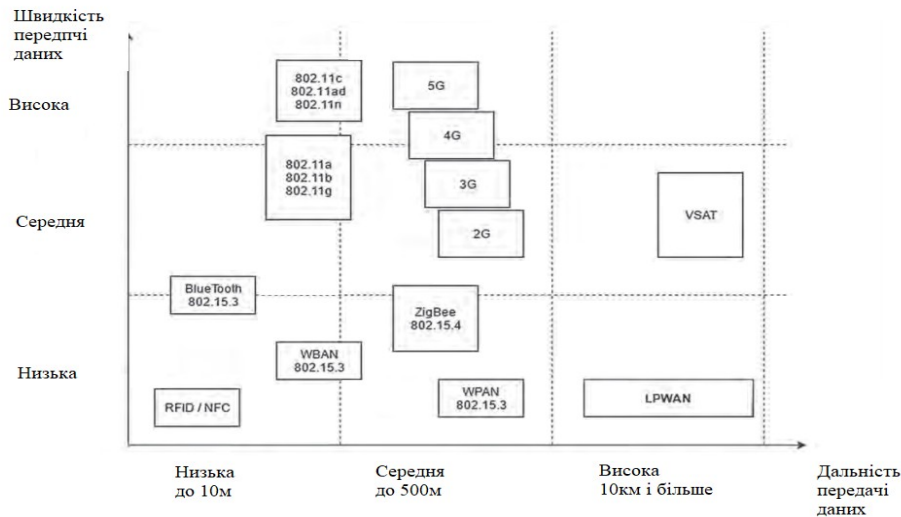 Швидкість
передпчі
даних
Висока
Середня
Низька
802.11c
802.11ad
802.11n
5G
4G
802.11a
802.11b
802.11g
3G
2G
VSAT
BlueTooth
802.15.3
ZigBee
802.15.4
WBAN
802.15.3
RFID / NFC
WPAN
802.15.3
LPWAN
Низька
до 10м
Середня
до 500м
Висока
10км і більше
Дальність
передачі
даних